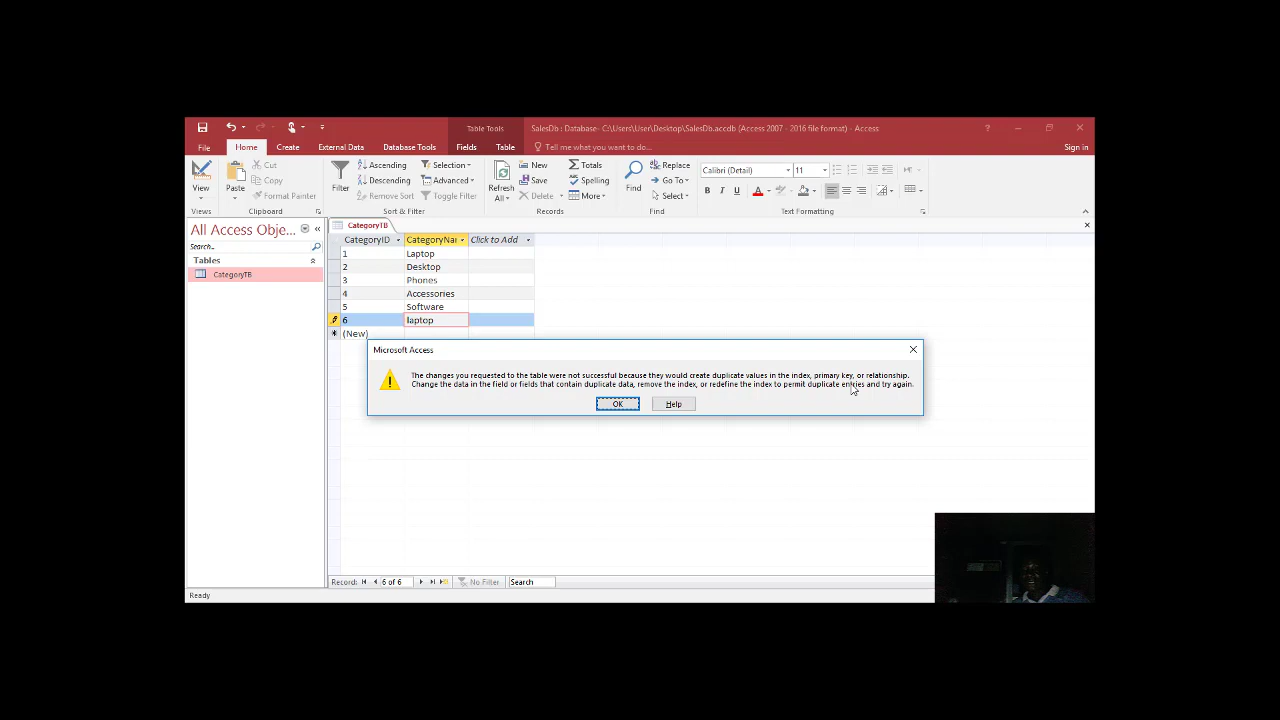 Table Tools
SalesDb : Database- C:\Users\User\Desktop\SalesDb.accdb (Access 2007 - 2016 file format) - Access
?
File Home Create External Data Database Tools Fields Table Tell me what you want to do... Sign in
View
Views
Paste
Cut
Copy
Format Painter
Clipboard
Filter
Ascending
Descending
Remove Sort
Selection
Advanced
Toggle Filter
Sort & Filter
Refresh
All
New
Save
Delete
Totals
Spelling
More
Records
Find
Replace
Go To
Select
Find
Calibri (Detail) 11
B I U A
Text Formatting
All Access Obje...
Search...
Tables
CategoryTB
CategoryTB
CategoryID CategoryNar Click to Add
1 Laptop
2 Desktop
3 Phones
4 Accessories
5 Software
6 laptop
(New)
Microsoft Access
The changes you requested to the table were not successful because they would create duplicate values in the index, primary key, or relationship.
Change the data in the field or fields that contain duplicate data, remove the index, or redefine the index to permit duplicate entries and try again.
OK Help
Record: 6 of 6 No Filter Search
Ready